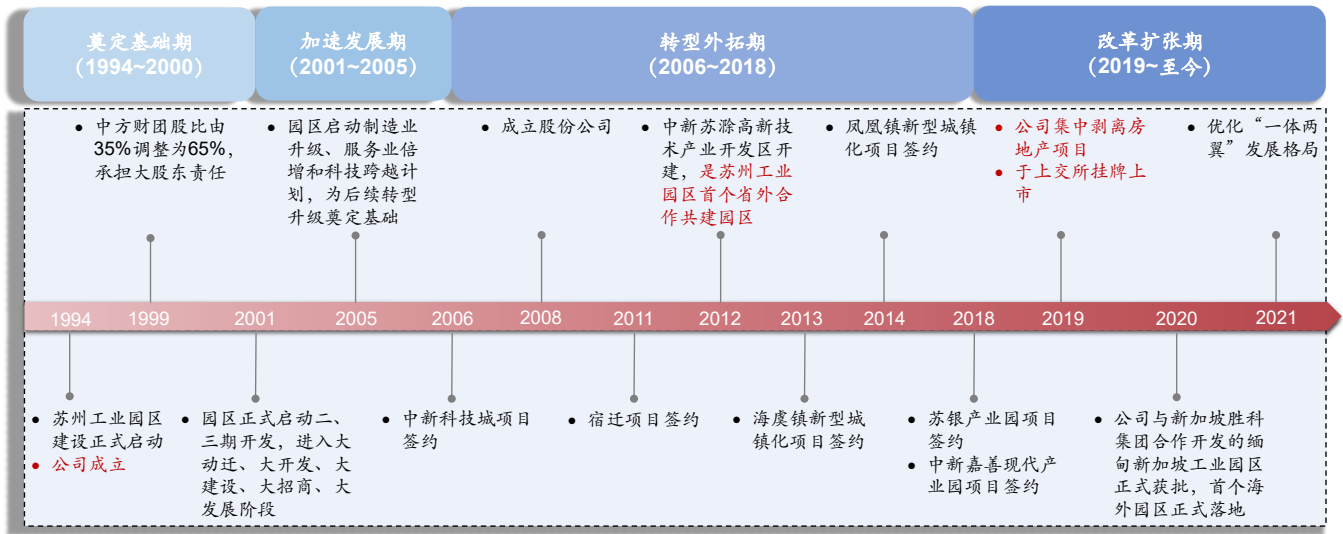 奠定基础期
（1994~2000）
加速发展期
（2001~2005）
转型外拓期
（2006~2018）
改革扩张期
（2019~至今）
● 中方财团股比由
35%调整为65%，
承担大股东责任
● 园区启动制造业
升级、服务业倍
增和科技跨越计
划，为后续转型
升级奠定基础
● 成立股份公司
● 中新苏滁高新技
术产业开发区开
建，是苏州工业
园区首个省外合
作共建园区
● 凤凰镇新型城镇
化项目签约
● 公司集中剥离房
地产项目
● 于上交所挂牌上
市
● 优化“一体两
翼”发展格局
1994 1999 2001 2005 2006 2008 2011 2012 2013 2014 2018 2019 2020 2021
● 苏州工业园区
建设正式启动
● 公司成立
● 园区正式启动二、
三期开发，进入大
动迁、大开发、大
建设、大招商、大
发展阶段
● 中新科技城项目
签约
● 宿迁项目签约
● 海虞镇新型城
镇化项目签约
● 苏银产业园项目
签约
● 中新嘉善现代产
业园项目签约
● 公司与新加坡胜科
集团合作开发的缅
甸新加坡工业园区
正式获批，首个海
外园区正式落地